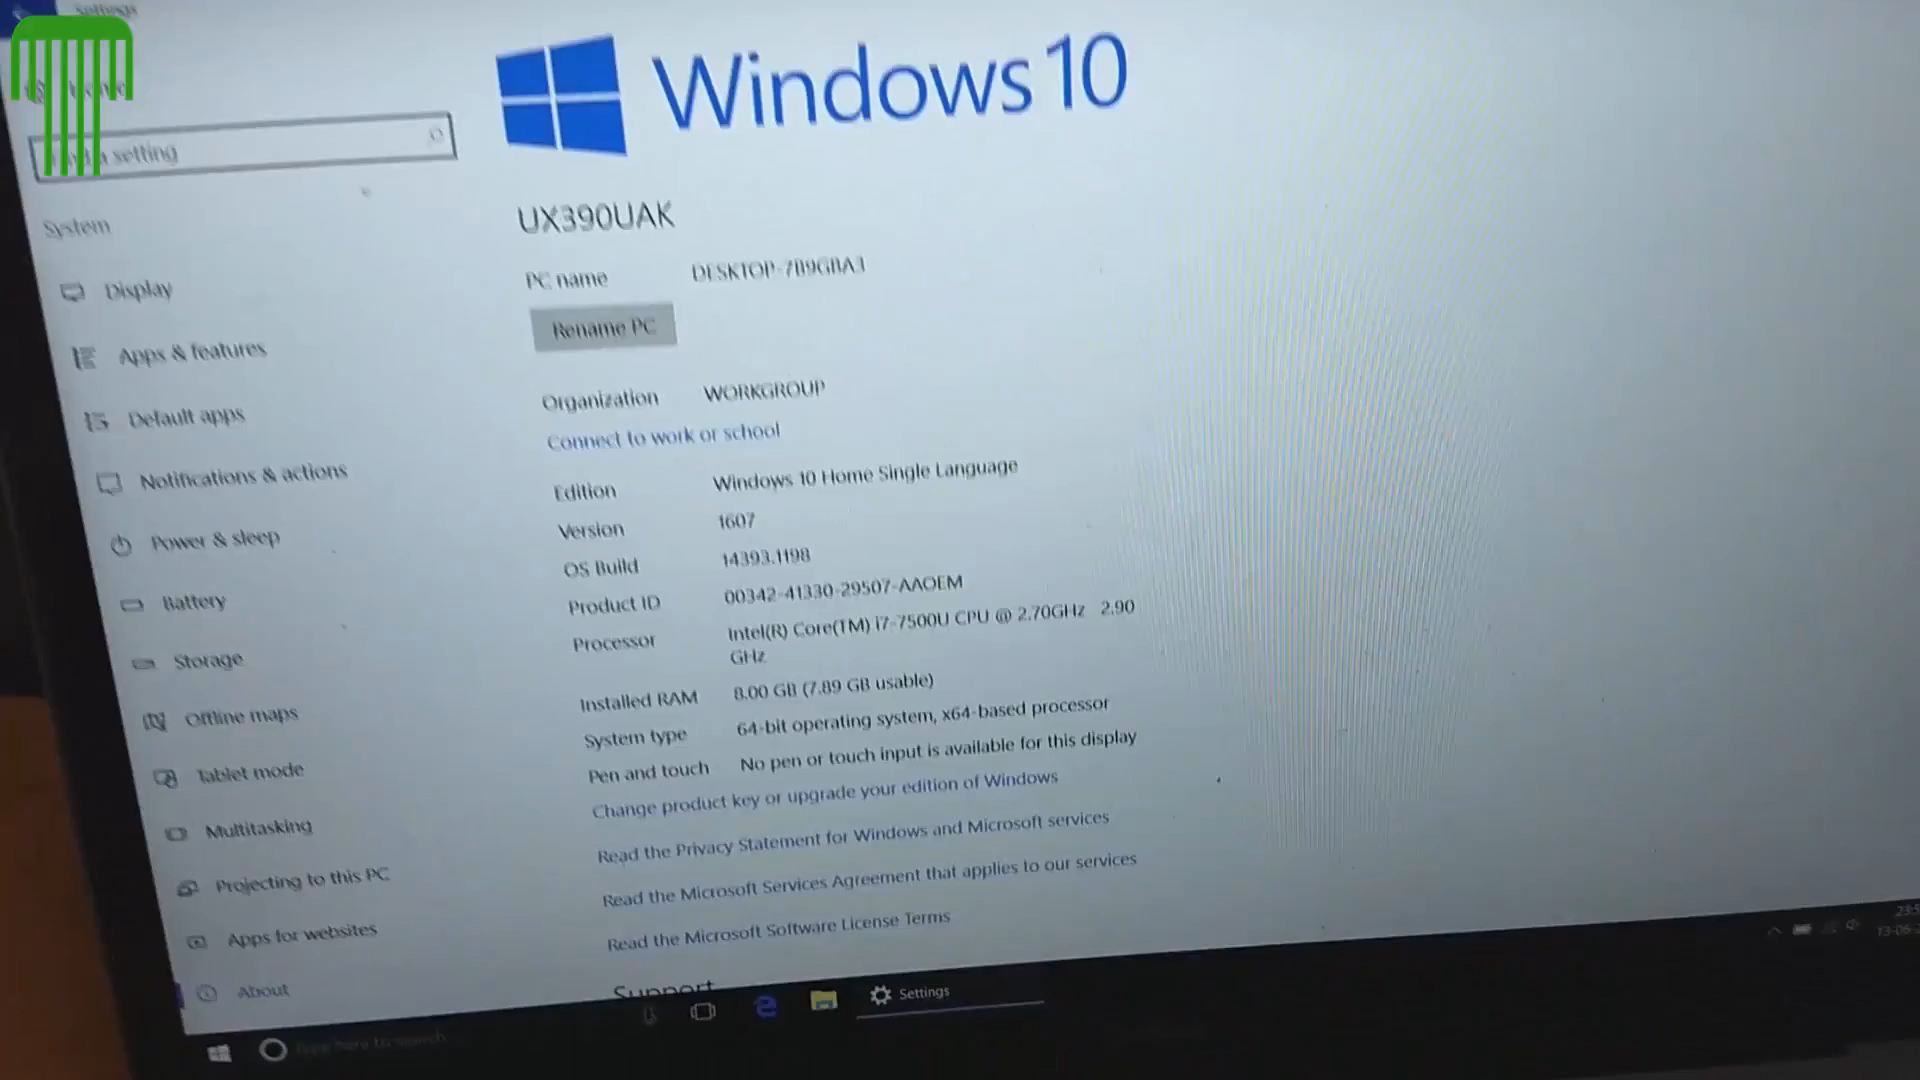 Settings
Windows 10
a setting
System
Display
Apps & features
Default apps
Notifications & actions
Power & sleep
Battery
Storage
Offline maps
Tablet mode
Multitasking
Projecting to this PC
Apps for websites
About
UX390UAK
PC name DESKTOP-7B9GBA3
Rename PC
Organization WORKGROUP
Connect to work or school
Edition Windows 10 Home Single Language
Version 1607
OS Build 14393.1198
Product ID 00342-41330-29507-AAOEM
Processor Intel(R) Core(TM) i7-7500U CPU @ 2.70GHz 2.90
GHz
Installed RAM 8.00 GB (7.89 GB usable)
System type 64-bit operating system, x64-based processor
Pen and touch No pen or touch input is available for this display
Change product key or upgrade your edition of Windows
Read the Privacy Statement for Windows and Microsoft services
Read the Microsoft Services Agreement that applies to our services
Read the Microsoft Software License Terms
Support
Settings
Type here to search